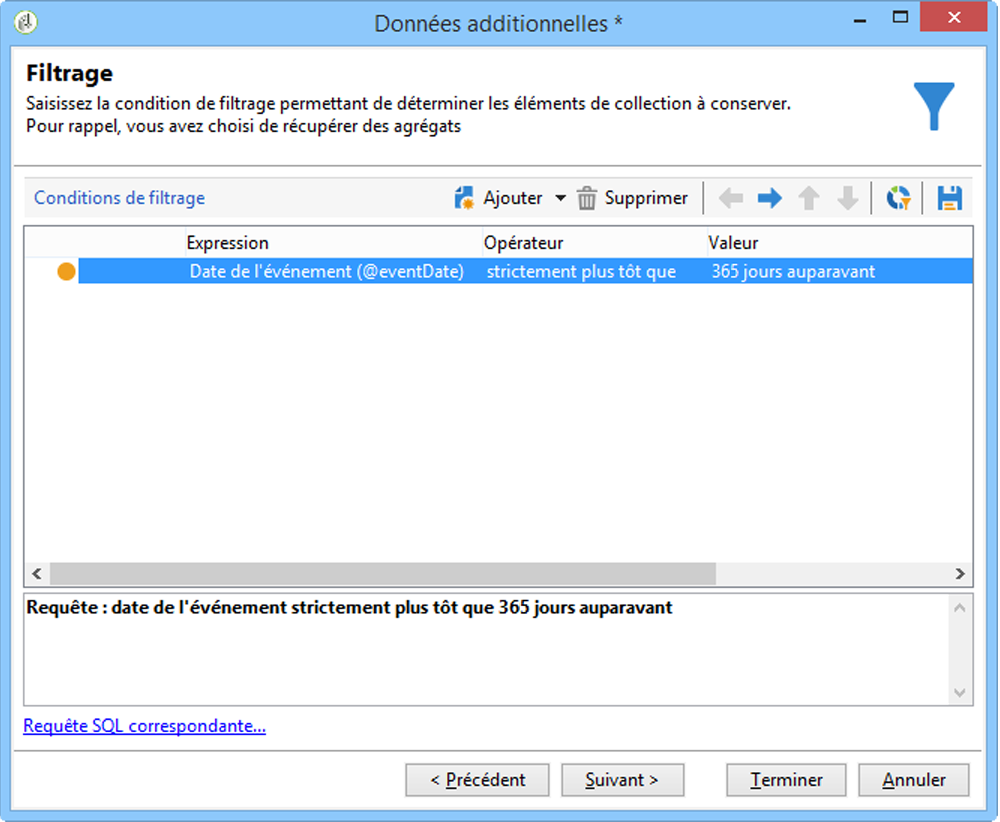 Données additionnelles *
Filtrage
Saisissez la condition de filtrage permettant de déterminer les éléments de collection à conserver.
Pour rappel, vous avez choisi de récupérer des agrégats
Conditions de filtrage Ajouter Supprimer
Expression Opérateur Valeur
Date de l'événement (@eventDate) strictement plus tôt que 365 jours auparavant
Requête : date de l'événement strictement plus tôt que 365 jours auparavant
Requête SQL correspondante...
< Précédent Suivant > Terminer Annuler